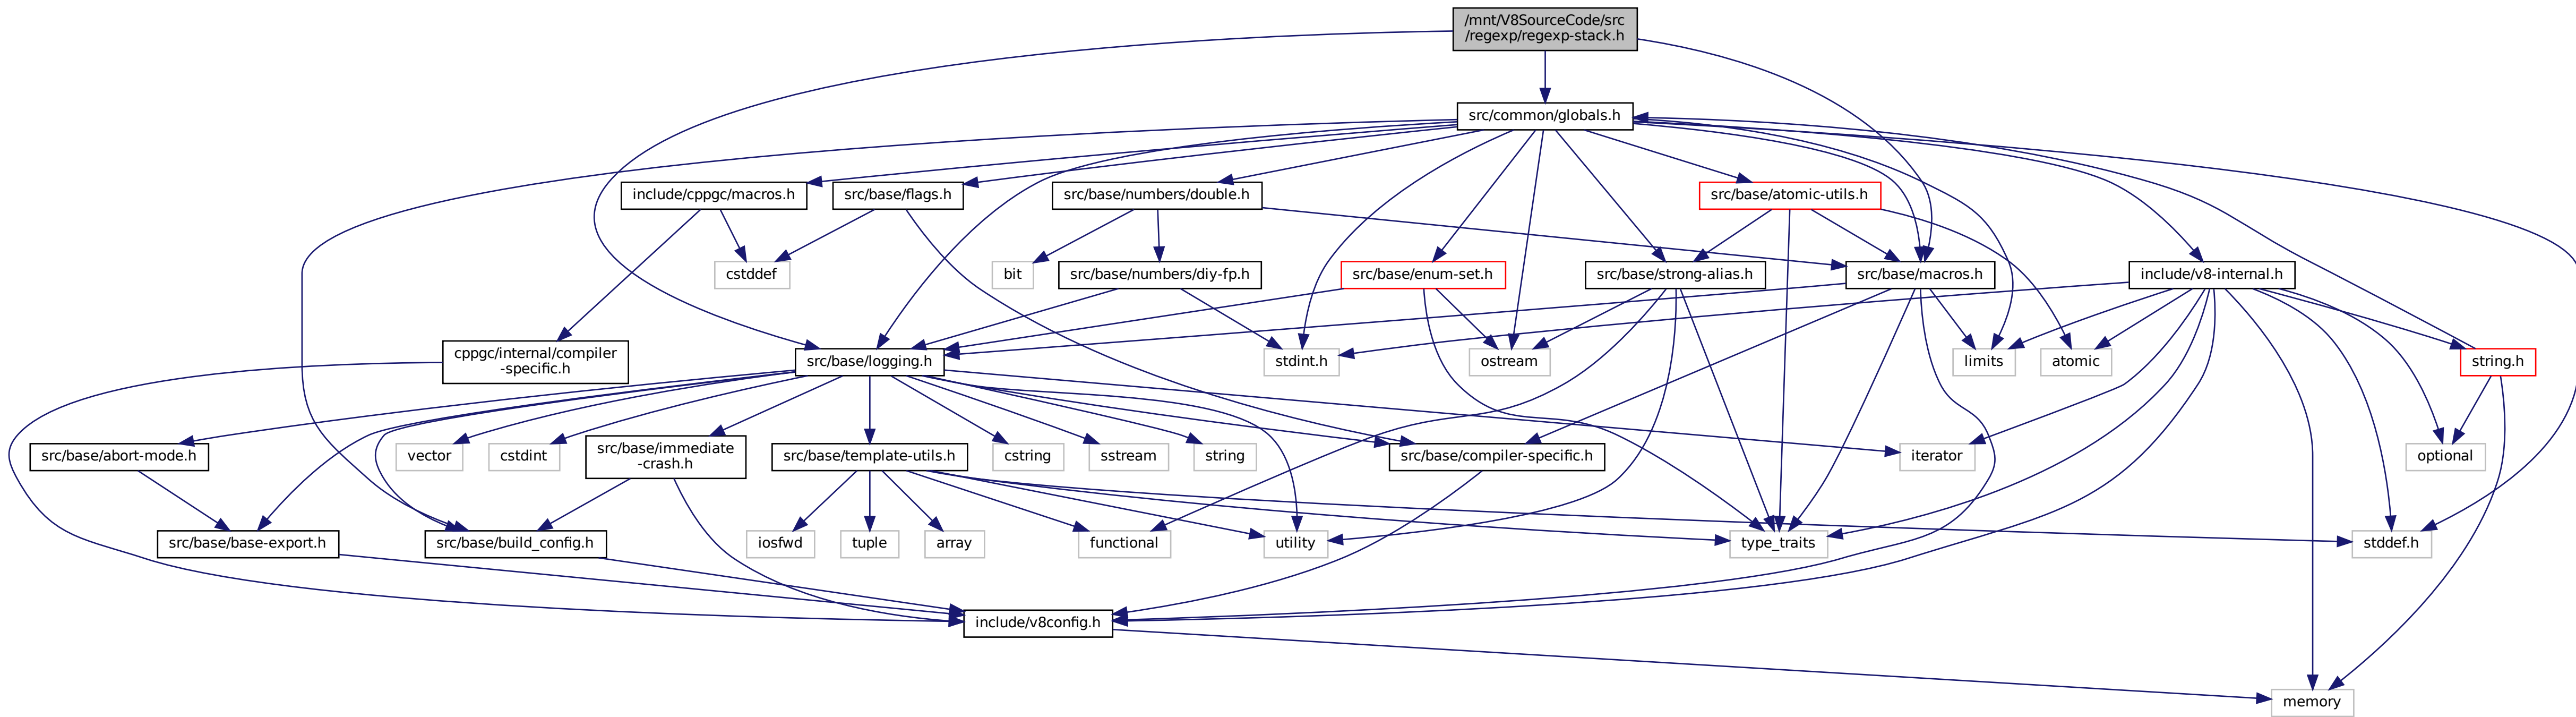 /mnt/V8SourceCode/src
/regexp/regexp-stack.h
src/common/globals.h
include/cppgc/macros.h
src/base/flags.h
src/base/numbers/double.h
src/base/atomic-utils.h
cstddef
bit
src/base/numbers/diy-fp.h
src/base/enum-set.h
src/base/strong-alias.h
src/base/macros.h
include/v8-internal.h
cppgc/internal/compiler
-specific.h
src/base/logging.h
stdint.h
ostream
limits
atomic
string.h
src/base/abort-mode.h
vector
cstdint
src/base/immediate
-crash.h
src/base/template-utils.h
cstring
sstream
string
src/base/compiler-specific.h
iterator
optional
src/base/base-export.h
src/base/build_config.h
iosfwd
tuple
array
functional
utility
type_traits
stddef.h
include/v8config.h
memory